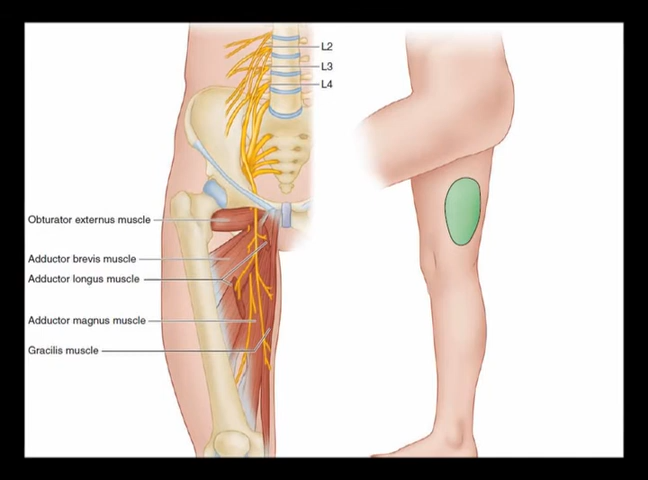 L2
L3
L4
Obturator externus muscle
Adductor brevis muscle
Adductor longus muscle
Adductor magnus muscle
Gracilis muscle